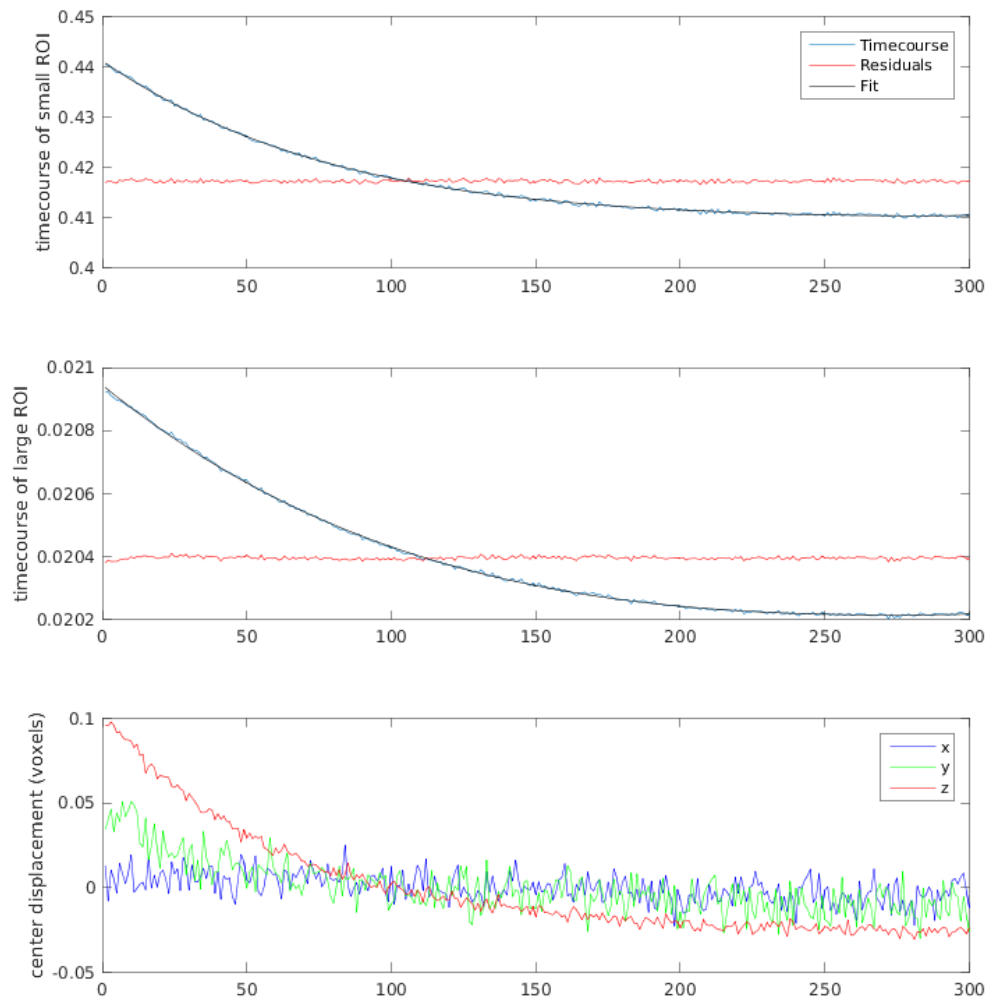 timecourse of small ROI
0.45
0.44
0.43
0.42
0.41
0.4
0 50 100 150 200 250 300
Timecourse
Residuals
Fit
timecourse of large ROI
0.021
0.0208
0.0206
0.0204
0.0202
0 50 100 150 200 250 300
center displacement (voxels)
0.1
0.05
0
-0.05
0 50 100 150 200 250 300
x
y
z